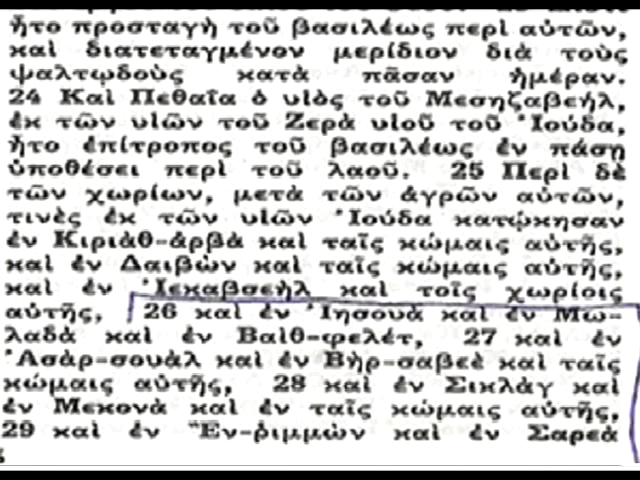 ἦτο προσταγὴ τοῦ βασιλέως περὶ αὐτῶν,
καὶ διατεταγμένον μερίδιον διὰ τοὺς
ψαλτῳδοὺς κατὰ πᾶσαν ἡμέραν.
24 Καὶ Πεθαΐα ὁ υἱὸς τοῦ Μεσηζαβεὴλ,
ἐκ τῶν υἱῶν τοῦ Ζερὰ υἱοῦ τοῦ Ἰούδα,
ἦτο ἐπίτροπος τοῦ βασιλέως ἐν πάσῃ
ὑποθέσει περὶ τοῦ λαοῦ. 25 Περὶ δὲ
τῶν χωρίων, μετὰ τῶν ἀγρῶν αὐτῶν,
τινὲς ἐκ τῶν υἱῶν Ἰούδα κατῴκησαν
ἐν Κιριὰθ-ἀρβὰ καὶ ταῖς κώμαις αὐτῆς,
καὶ ἐν Δαιβὼν καὶ ταῖς κώμαις αὐτῆς,
καὶ ἐν Ἰεκαβσεὴλ καὶ τοῖς χωρίοις
αὐτῆς, 26 καὶ ἐν Ἰησουὰ καὶ ἐν Μω-
λαδὰ καὶ ἐν Βαὶθ-φελέτ, 27 καὶ ἐν
Ἀσὰρ-σουὰλ καὶ ἐν Βὴρ-σαβεὲ καὶ ταῖς
κώμαις αὐτῆς, 28 καὶ ἐν Σικλὰγ καὶ
ἐν Μεκονὰ καὶ ἐν ταῖς κώμαις αὐτῆς,
29 καὶ ἐν Ἒν-ῥιμμὼν καὶ ἐν Σαρεὰ